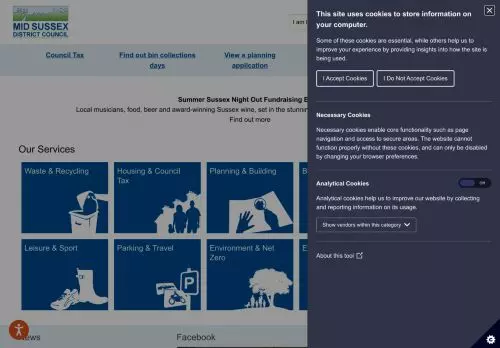 MID SUSSEX
DISTRICT COUNCIL
I am l
Council Tax
Find out bin collections
days
View a planning
application
Summer Sussex Night Out Fundraising E
Local musicians, food, beer and award-winning Sussex wine, set in the stunnin
Find out more
Our Services
Waste & Recycling
Housing & Council
Tax
Planning & Building
B
Leisure & Sport
Parking & Travel
Environment & Net
Zero
E
News
Facebook
This site uses cookies to store information on
your computer.
Some of these cookies are essential, while others help us to
improve your experience by providing insights into how the site is
being used.
I Accept Cookies
I Do Not Accept Cookies
Necessary Cookies
Necessary cookies enable core functionality such as page
navigation and access to secure areas. The website cannot
function properly without these cookies, and can only be disabled
by changing your browser preferences.
Analytical Cookies
Off
Analytical cookies help us to improve our website by collecting
and reporting information on its usage.
Show vendors within this category
About this tool